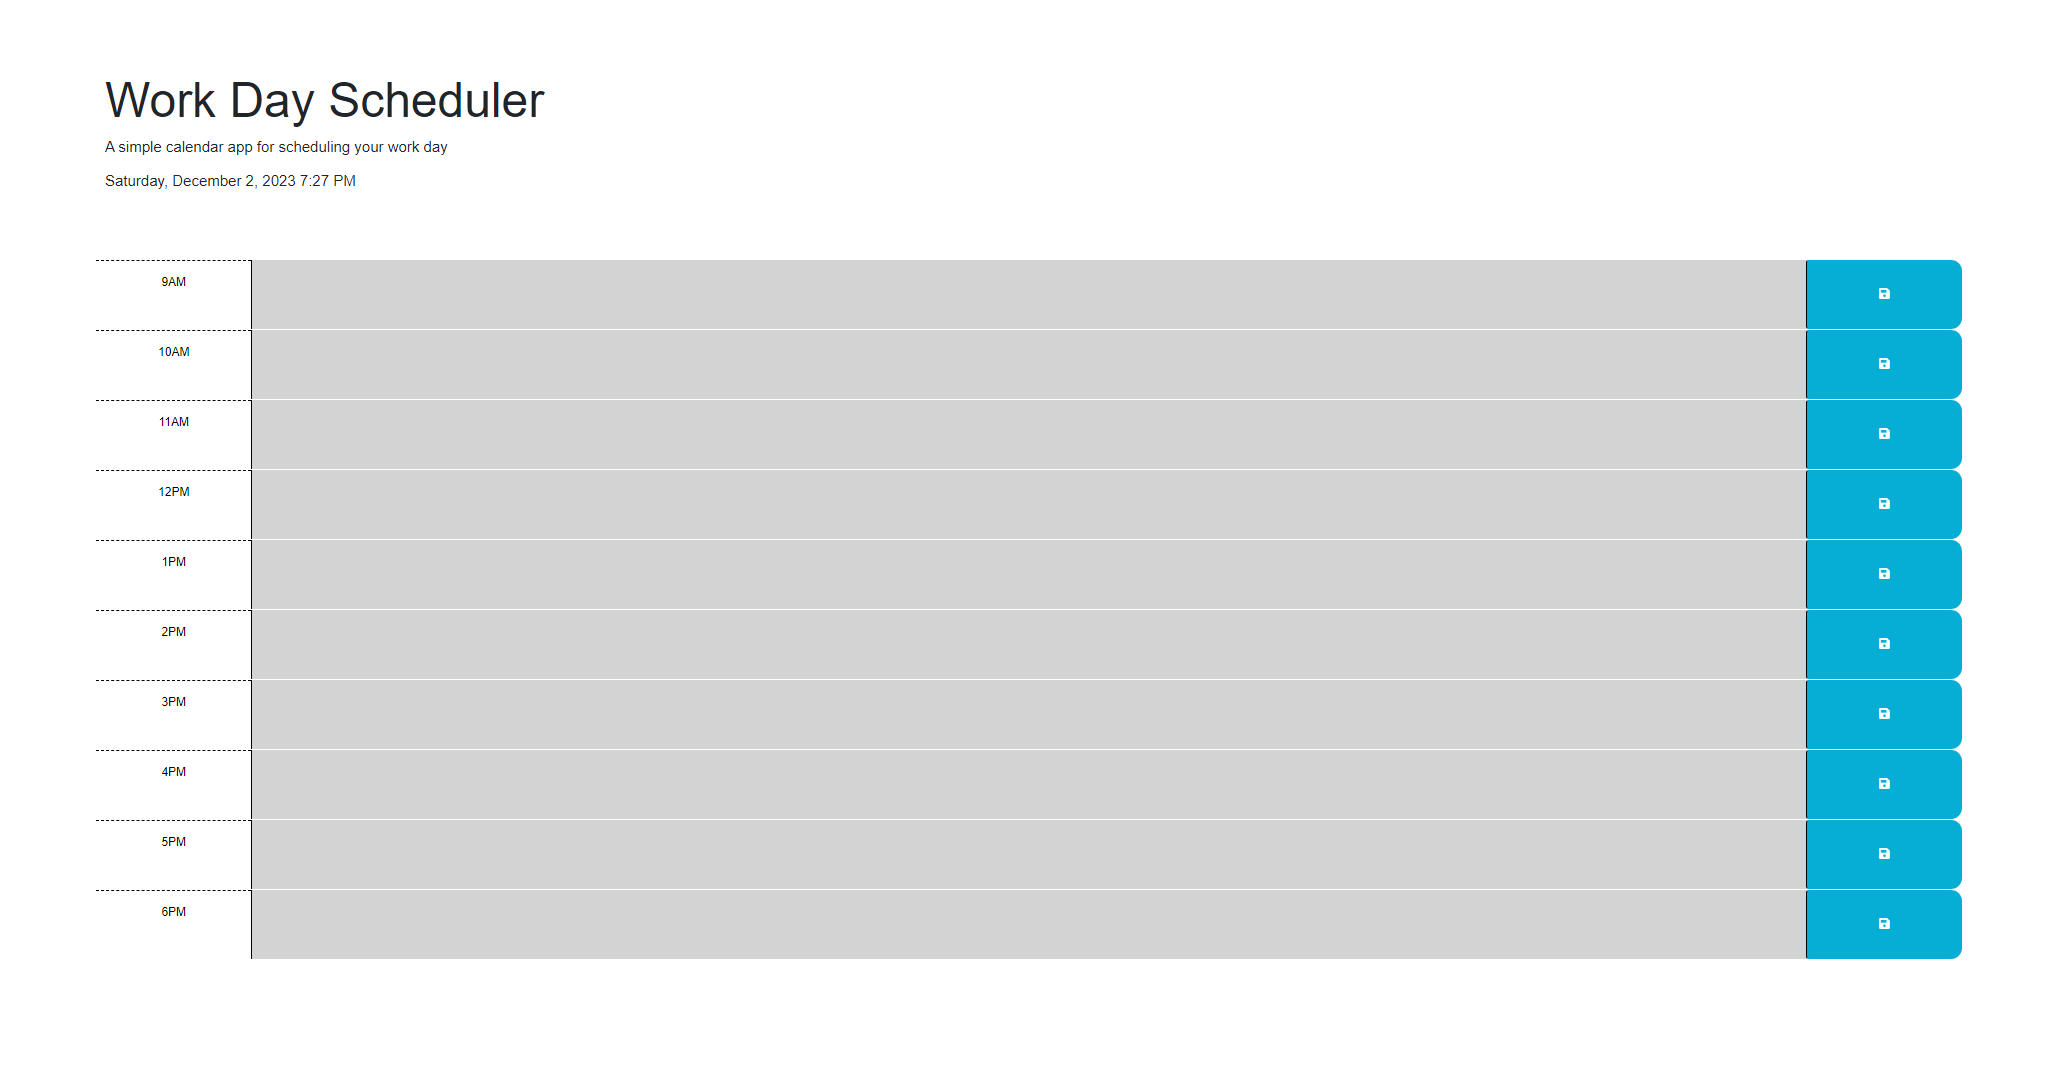 Work Day Scheduler
A simple calendar app for scheduling your work day
Saturday, December 2, 2023 7:27 PM
9AM
10AM
11AM
12PM
1PM
2PM
3PM
4PM
5PM
6PM